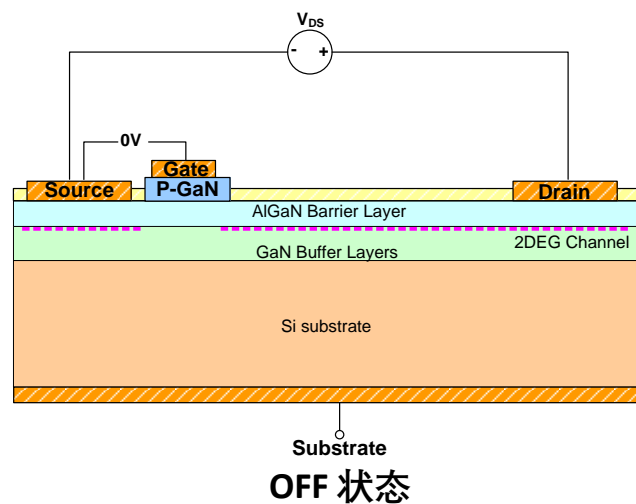 VDS
- +
0V
Gate
Source P-GaN Drain
AlGaN Barrier Layer
2DEG Channel
GaN Buffer Layers
Si substrate
Substrate
OFF 状态